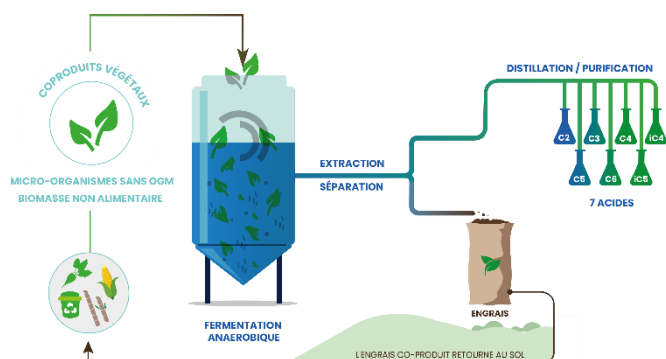 COPRODUITS VÉGÉTAUX
MICRO-ORGANISMES SANS OGM
BIOMASSE NON ALIMENTAIRE
FERMENTATION
ANAEROBIQUE
EXTRACTION
SÉPARATION
DISTILLATION / PURIFICATION
C2
C3
C4
iC4
C5
C6
iC5
7 ACIDES
ENGRAIS
L'ENGRAIS CO-PRODUIT RETOURNE AU SOL